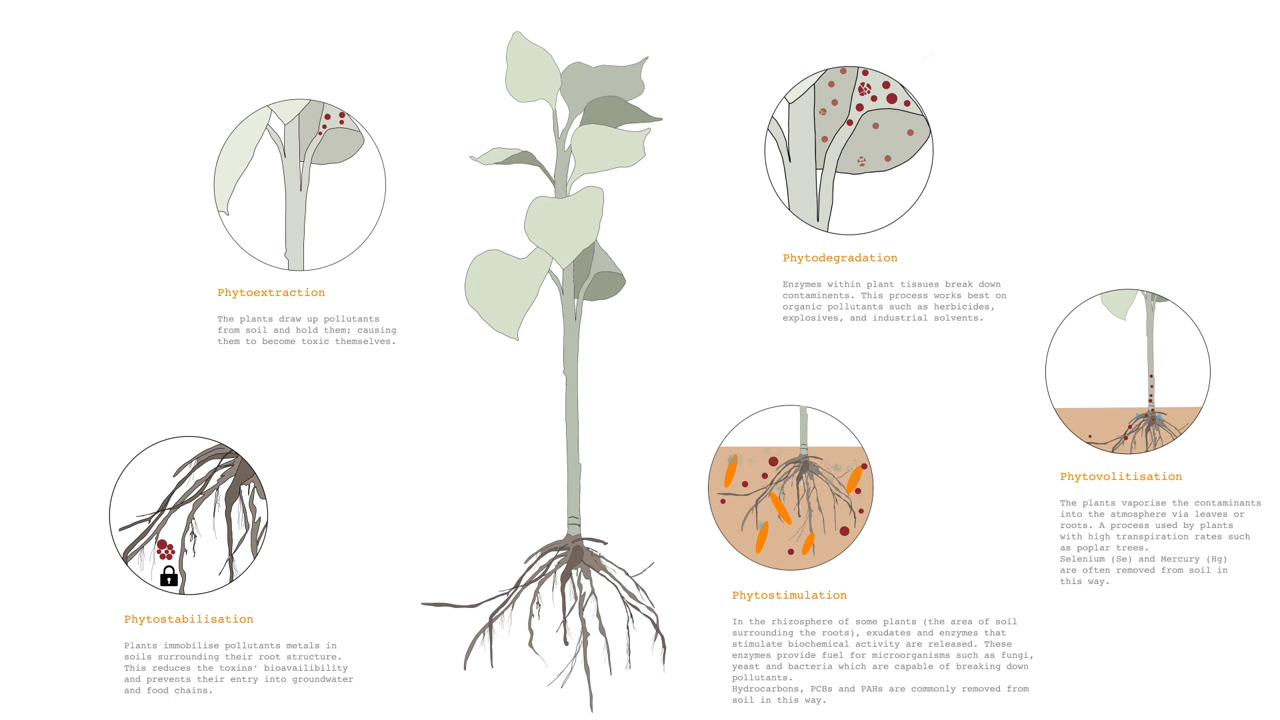 Phytoextraction
The plants draw up pollutants
from soil and hold them; causing
them to become toxic themselves.
Phytostabilisation
Plants immobilise pollutants metals in
soils surrounding their root structure.
This reduces the toxins’ bioavailibility
and prevents their entry into groundwater
and food chains.
Phytodegradation
Enzymes within plant tissues break down
contaminents. This process works best on
organic pollutants such as herbicides,
explosives, and industrial solvents.
Phytostimulation
In the rhizosphere of some plants (the area of soil
surrounding the roots), exudates and enzymes that
stimulate biochemical activity are released. These
enzymes provide fuel for microorganisms such as fungi,
yeast and bacteria which are capable of breaking down
pollutants.
Hydrocarbons, PCBs and PAHs are commonly removed from
soil in this way.
Phytovolitisation
The plants vaporise the contaminants
into the atmosphere via leaves or
roots. A process used by plants
with high transpiration rates such
as poplar trees.
Selenium (Se) and Mercury (Hg)
are often removed from soil in
this way.